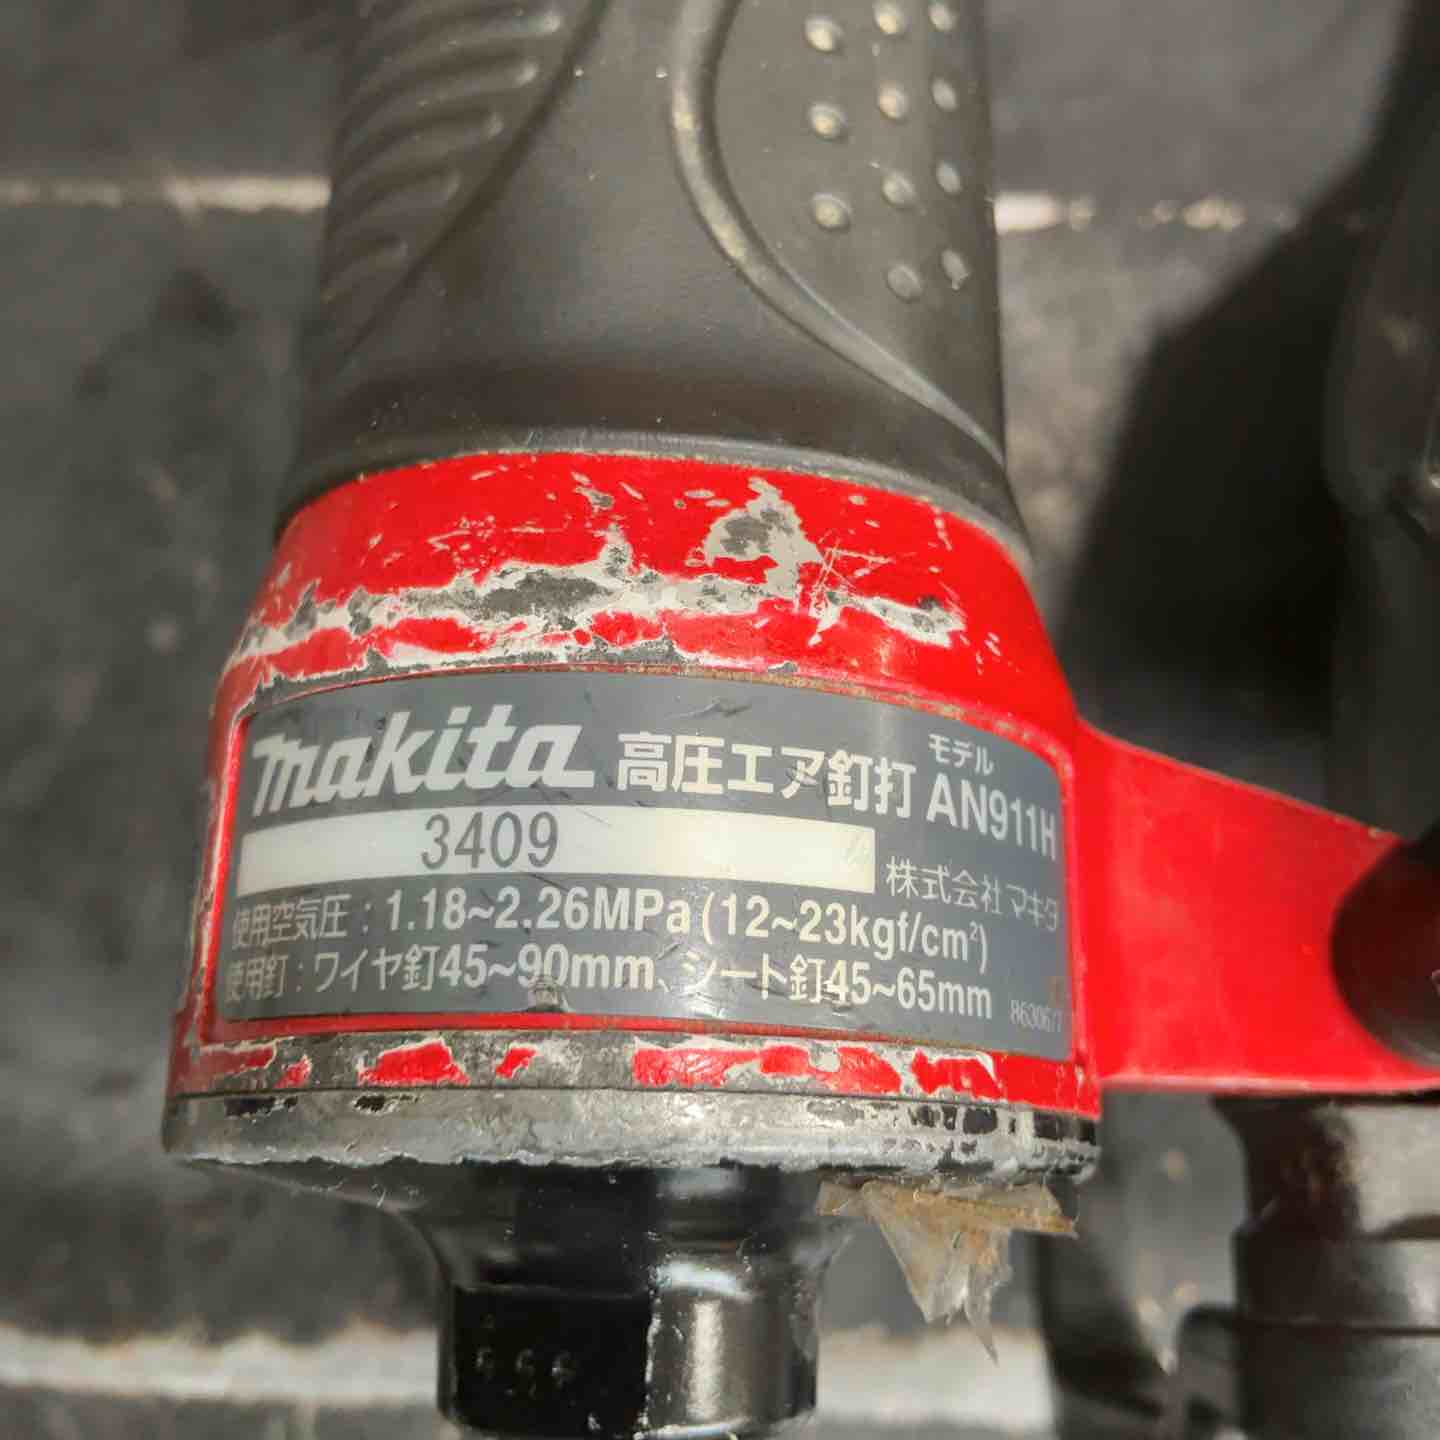 makita 高圧エア釘打 モデル AN911H
3409
株式会社 マキタ
使用空気圧：1.18~2.26MPa (12~23kgf/cm²)
使用釘：ワイヤ釘45~90mm、シート釘45~65mm